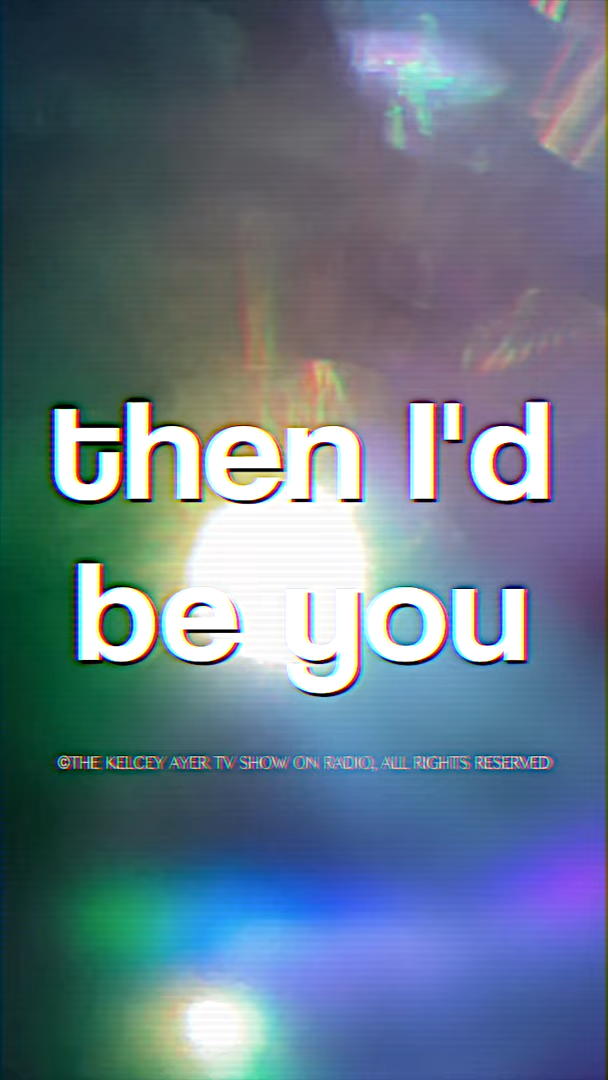 then I'd
be you
©THE KELCEY AYER TV SHOW ON RADIO, ALL RIGHTS RESERVED